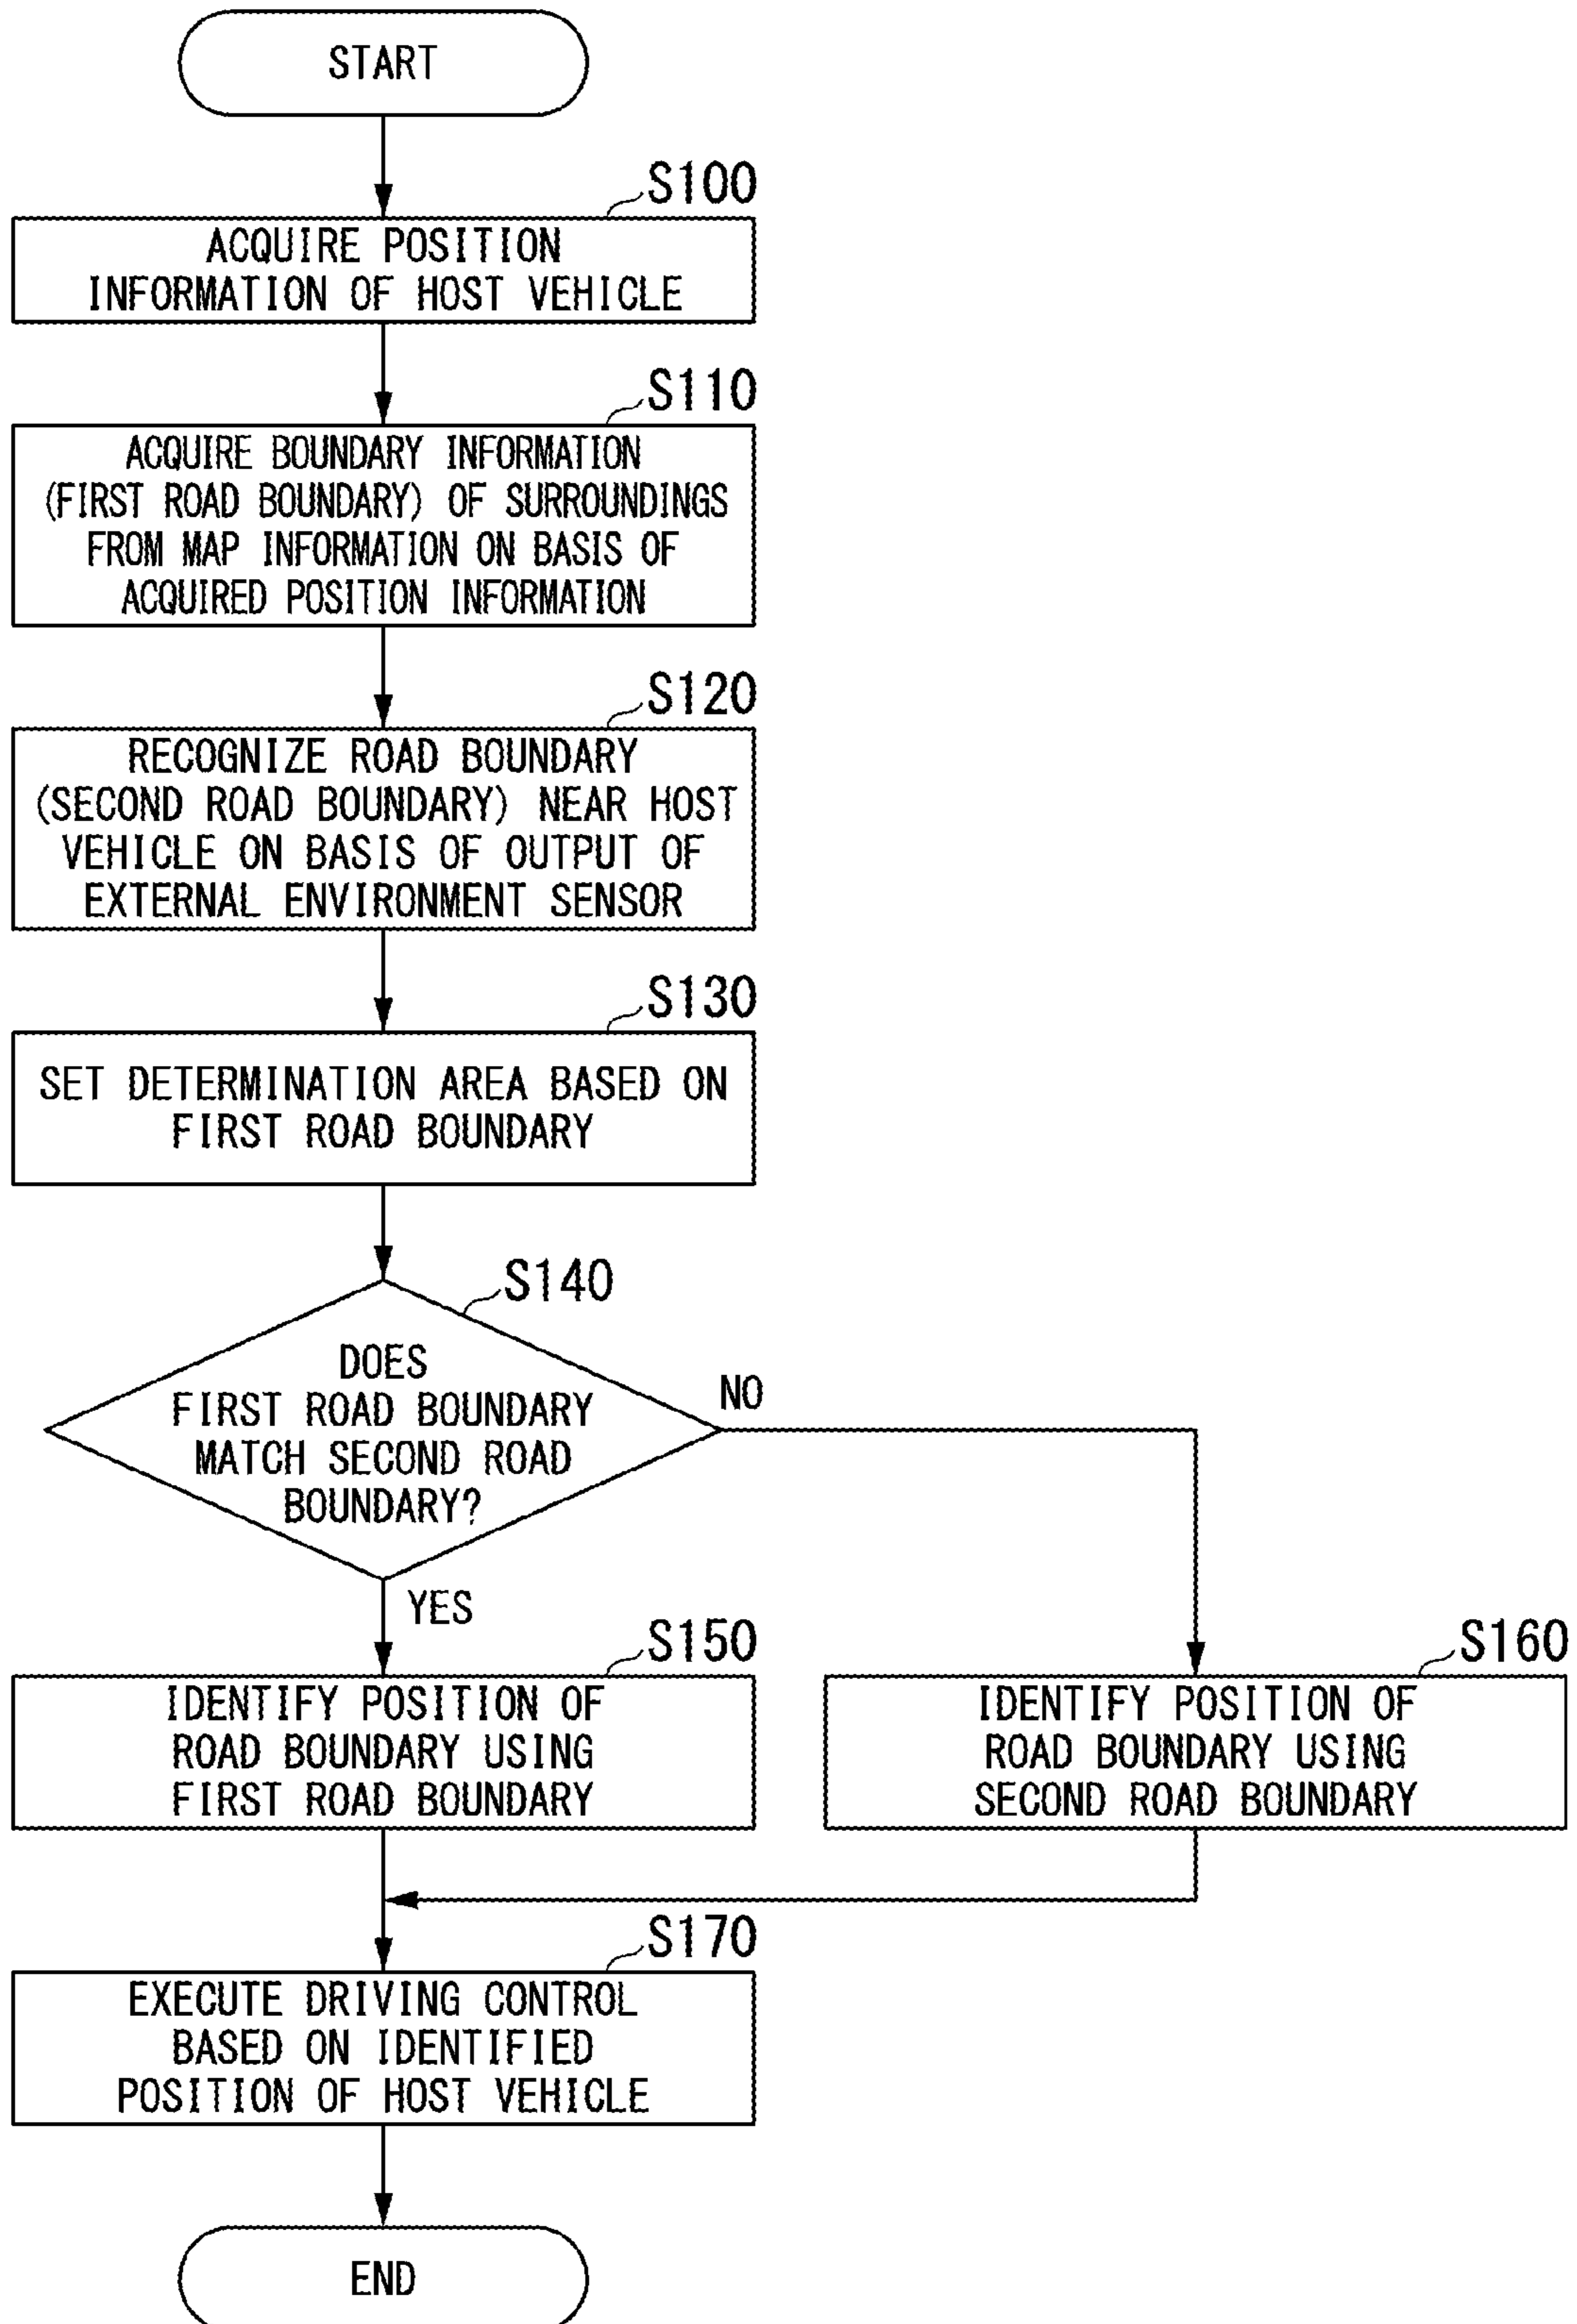 START
S100
ACQUIRE POSITION
INFORMATION OF HOST VEHICLE
S110
ACQUIRE BOUNDARY INFORMATION
(FIRST ROAD BOUNDARY) OF SURROUNDINGS
FROM MAP INFORMATION ON BASIS OF
ACQUIRED POSITION INFORMATION
S120
RECOGNIZE ROAD BOUNDARY
(SECOND ROAD BOUNDARY) NEAR HOST
VEHICLE ON BASIS OF OUTPUT OF
EXTERNAL ENVIRONMENT SENSOR
S130
SET DETERMINATION AREA BASED ON
FIRST ROAD BOUNDARY
S140
DOES
FIRST ROAD BOUNDARY
MATCH SECOND ROAD
BOUNDARY?
NO
YES
S150
IDENTIFY POSITION OF
ROAD BOUNDARY USING
FIRST ROAD BOUNDARY
S160
IDENTIFY POSITION OF
ROAD BOUNDARY USING
SECOND ROAD BOUNDARY
S170
EXECUTE DRIVING CONTROL
BASED ON IDENTIFIED
POSITION OF HOST VEHICLE
END